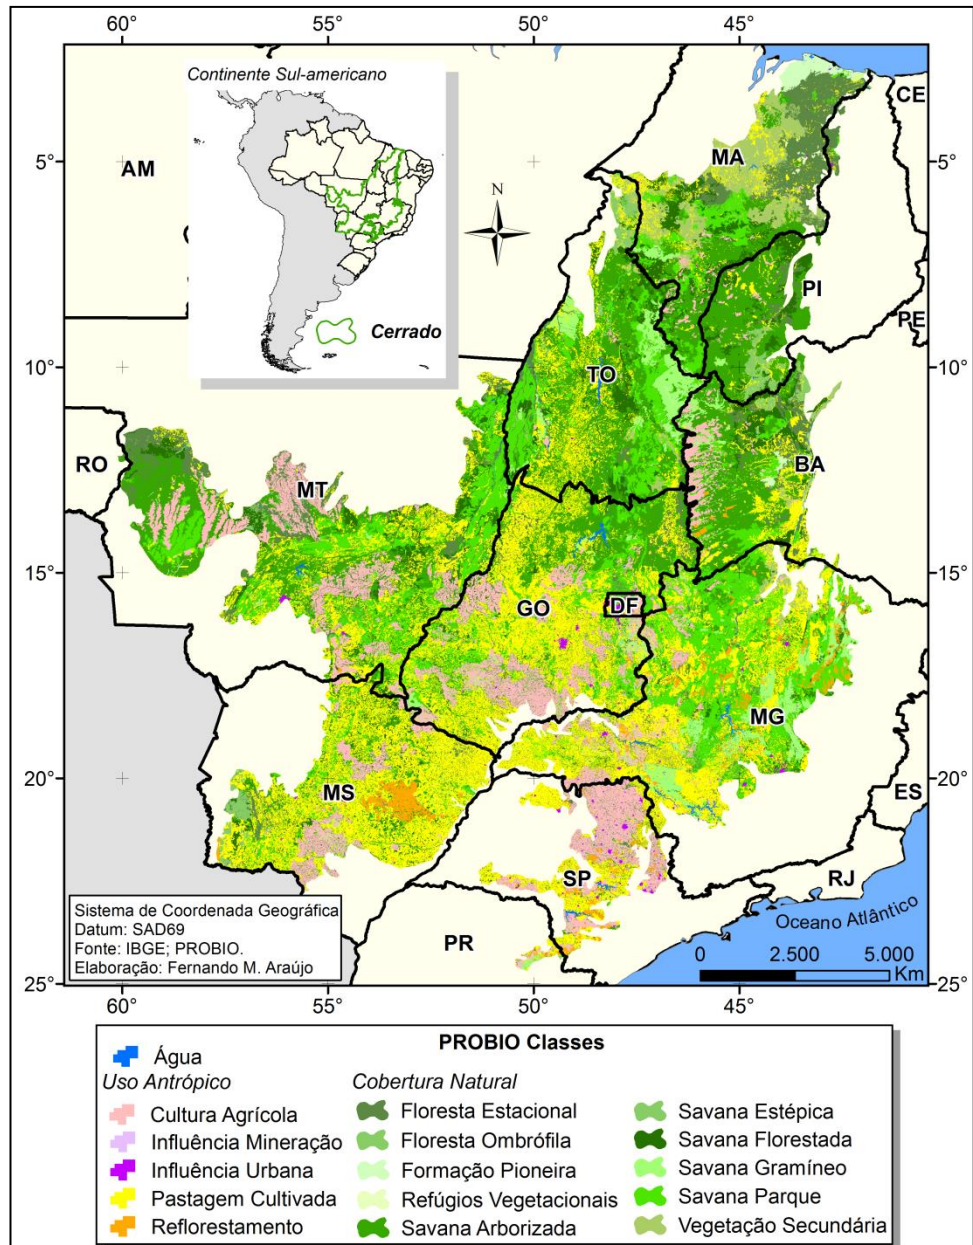 60° 55° 50° 45°
Continente Sul-americano
CE
5° AM MA 5°
N
PI
Cerrado
PE
10° TO 10°
RO MT BA
15° GO DF 15°
MG
20° MS 20°
ES
SP
RJ
Sistema de Coordenada Geográfica
Datum: SAD69
Fonte: IBGE; PROBIO.
Elaboração: Fernando M. Araújo
PR
Oceano Atlântico
0 2.500 5.000
Km
25° 25°
60° 55° 50° 45°
PROBIO Classes
Água
Uso Antrópico
Cultura Agrícola
Influência Mineração
Influência Urbana
Pastagem Cultivada
Reflorestamento
Cobertura Natural
Floresta Estacional
Floresta Ombrófila
Formação Pioneira
Refúgios Vegetacionais
Savana Arborizada
Savana Estépica
Savana Florestada
Savana Gramíneo
Savana Parque
Vegetação Secundária